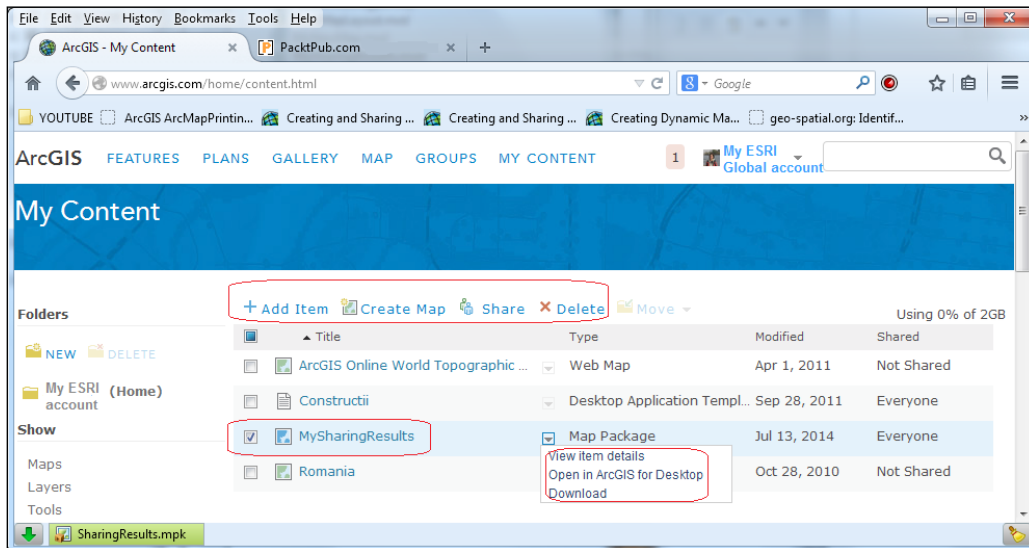 File Edit View History Bookmarks Tools Help
ArcGIS - My Content × PacktPub.com × +
www.arcgis.com/home/content.html 8 Google
YOUTUBE ArcGIS ArcMapPrintin... Creating and Sharing ... Creating and Sharing ... Creating Dynamic Ma... geo-spatial.org: Identif... »
ArcGIS FEATURES PLANS GALLERY MAP GROUPS MY CONTENT 1 My ESRI
Global account
My Content
+ Add Item Create Map Share × Delete Move
Folders Using 0% of 2GB
Title Type Modified Shared
NEW DELETE
ArcGIS Online World Topographic ... Web Map Apr 1, 2011 Not Shared
My ESRI (Home)
account
Constructii Desktop Application Templ... Sep 28, 2011 Everyone
Show
MySharingResults Map Package Jul 13, 2014 Everyone
View item details
Maps
Romania Oct 28, 2010 Not Shared
Open in ArcGIS for Desktop
Layers
Download
Tools
SharingResults.mpk